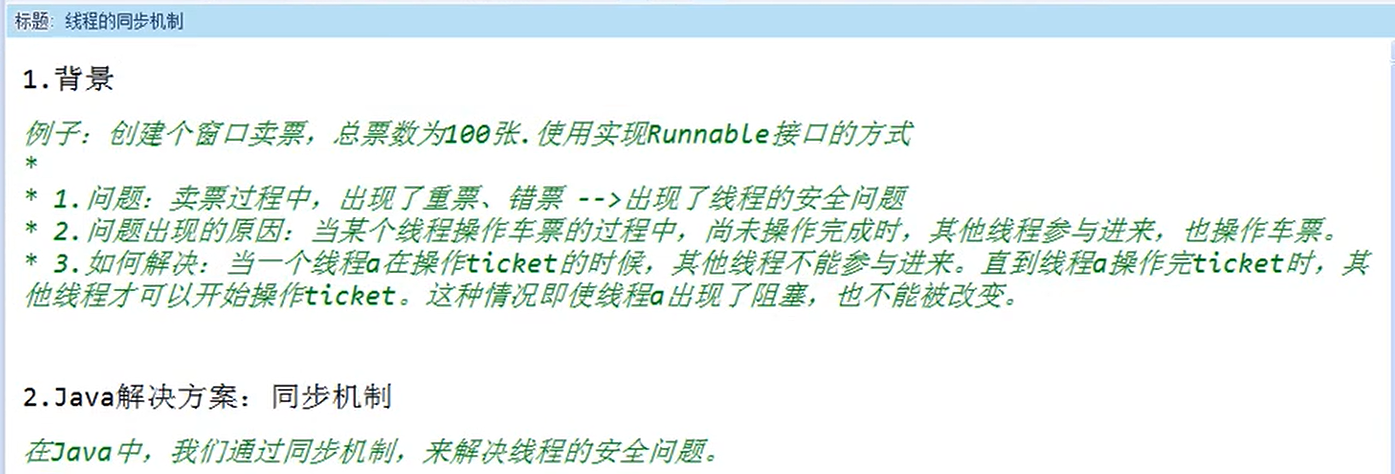 标题: 线程的同步机制
1.背景
例子：创建个窗口卖票，总票数为100张.使用实现Runnable接口的方式
*
* 1.问题：卖票过程中，出现了重票、错票 -->出现了线程的安全问题
* 2.问题出现的原因：当某个线程操作车票的过程中，尚未操作完成时，其他线程参与进来，也操作车票。
* 3.如何解决：当一个线程a在操作ticket的时候，其他线程不能参与进来。直到线程a操作完ticket时，其
他线程才可以开始操作ticket。这种情况即使线程a出现了阻塞，也不能被改变。
2.Java解决方案：同步机制
在Java中，我们通过同步机制，来解决线程的安全问题。